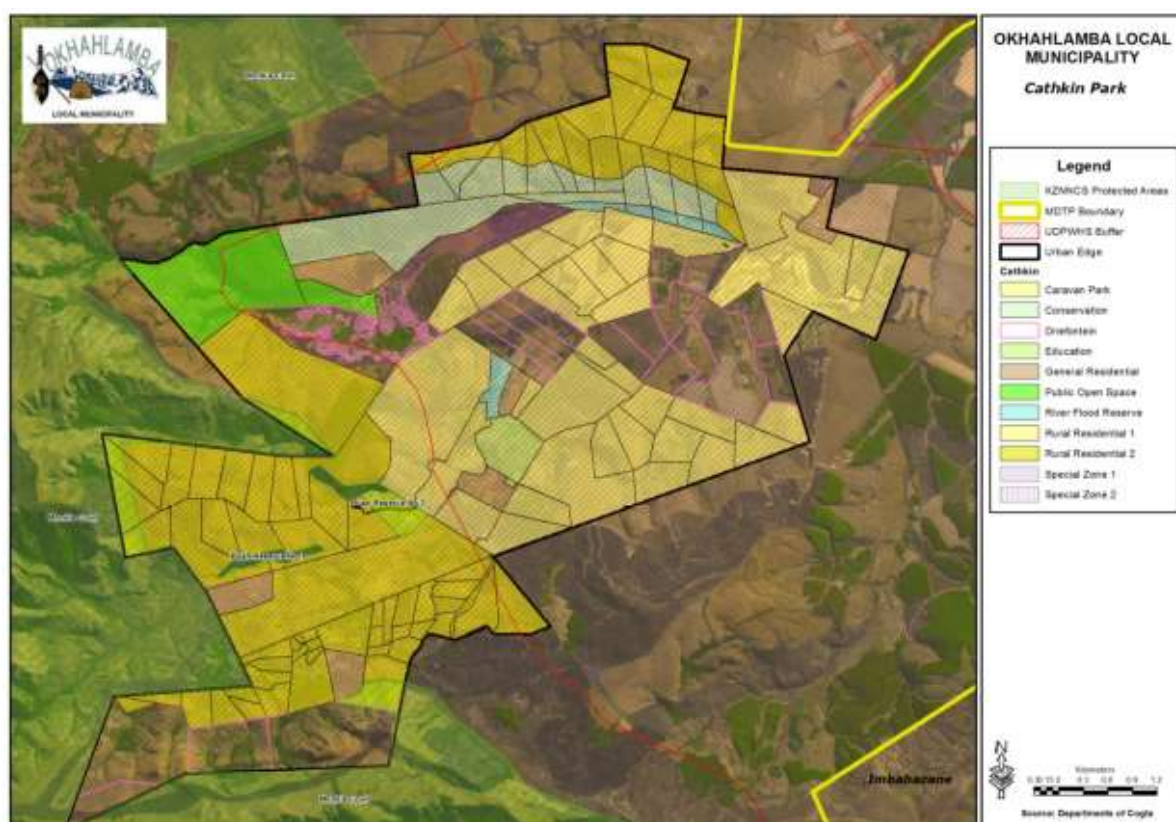 OKHAHLAMBA
LOCAL MUNICIPALITY
OKHAHLAMBA LOCAL
MUNICIPALITY
Cathkin Park
Legend
KZNNCS Protected Areas
MDTP Boundary
UDPWHS Buffer
Urban Edge
Cathkin
Caravan Park
Conservation
Driefontein
Education
General Residential
Public Open Space
River Flood Reserve
Rural Residential 1
Rural Residential 2
Special Zone 1
Special Zone 2
Imbabazane
N
Kilometers
Source: Departments of Cogta